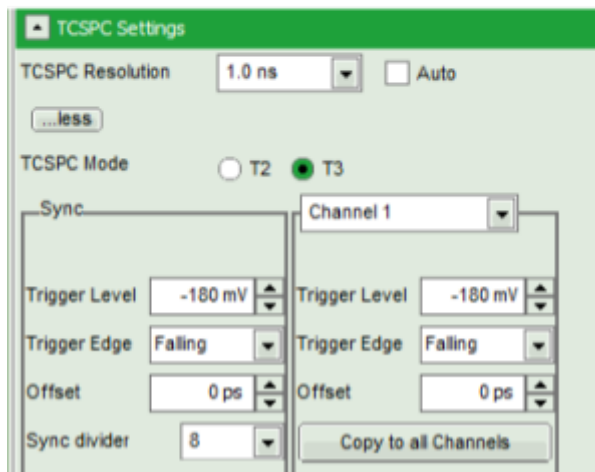 TCSPC Settings
TCSPC Resolution 1.0 ns Auto
...less
TCSPC Mode T2 T3
Sync Channel 1
Trigger Level -180 mV Trigger Level -180 mV
Trigger Edge Falling Trigger Edge Falling
Offset 0 ps Offset 0 ps
Sync divider 8 Copy to all Channels